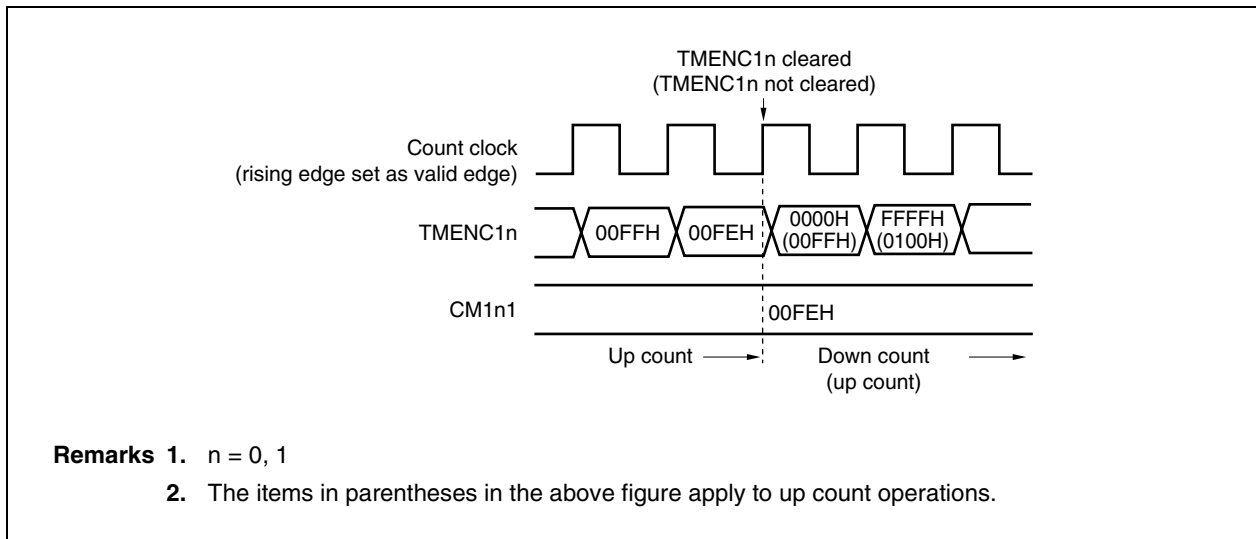 TMENC1n cleared
(TMENC1n not cleared)
Count clock
(rising edge set as valid edge)
TMENC1n
00FFH
00FEH
0000H
(00FFH)
FFFFH
(0100H)
CM1n1
00FEH
Up count
Down count
(up count)
Remarks 1. n = 0, 1
2. The items in parentheses in the above figure apply to up count operations.